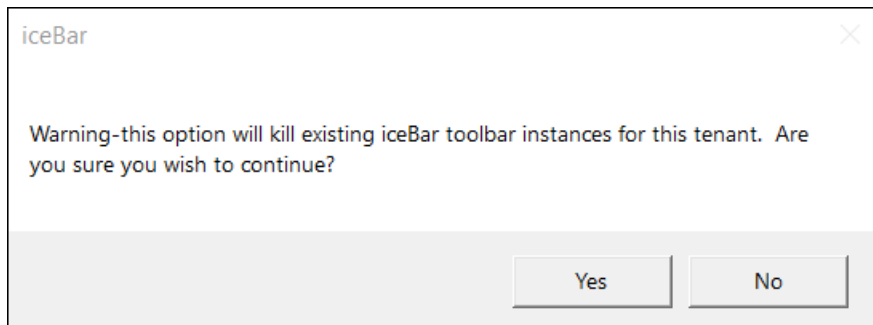 iceBar
Warning-this option will kill existing iceBar toolbar instances for this tenant.  Are
you sure you wish to continue?
Yes
No